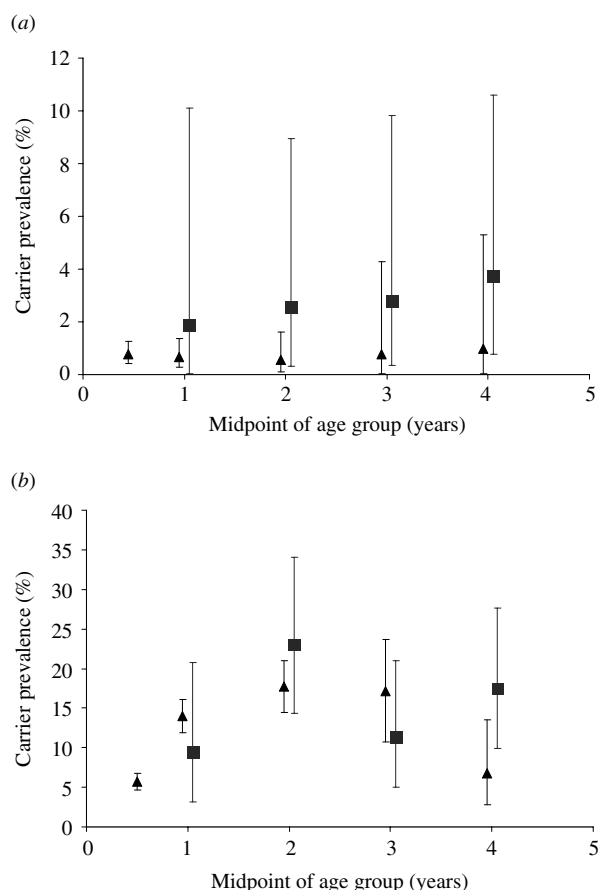 (a)
12
10
8
6
4
2
0
Carrier prevalence (%)
0 1 2 3 4 5
Midpoint of age group (years)
(b)
40
35
30
25
20
15
10
5
0
Carrier prevalence (%)
0 1 2 3 4 5
Midpoint of age group (years)